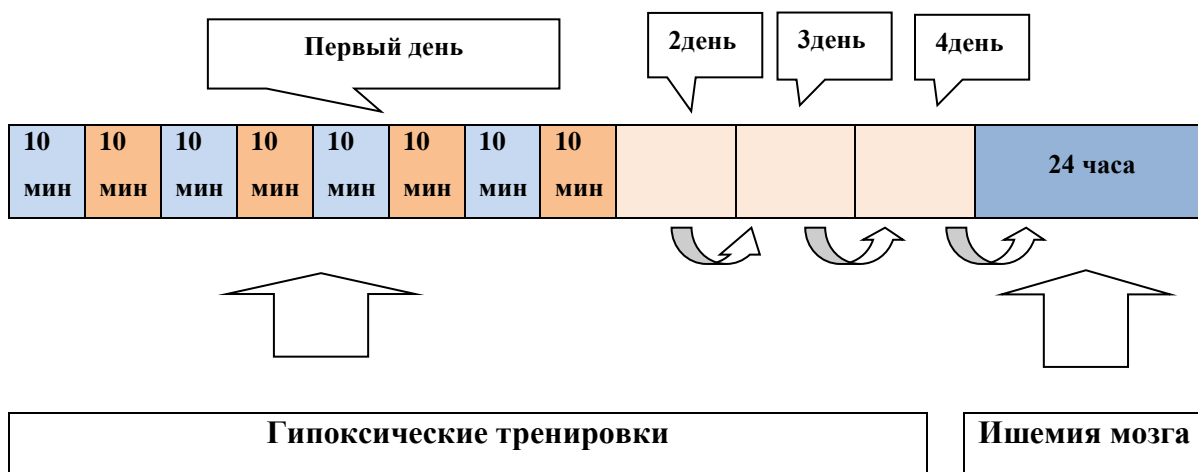 Первый день
2день
3день
4день
10 мин
10 мин
10 мин
10 мин
10 мин
10 мин
10 мин
10 мин
24 часа
Гипоксические тренировки
Ишемия мозга